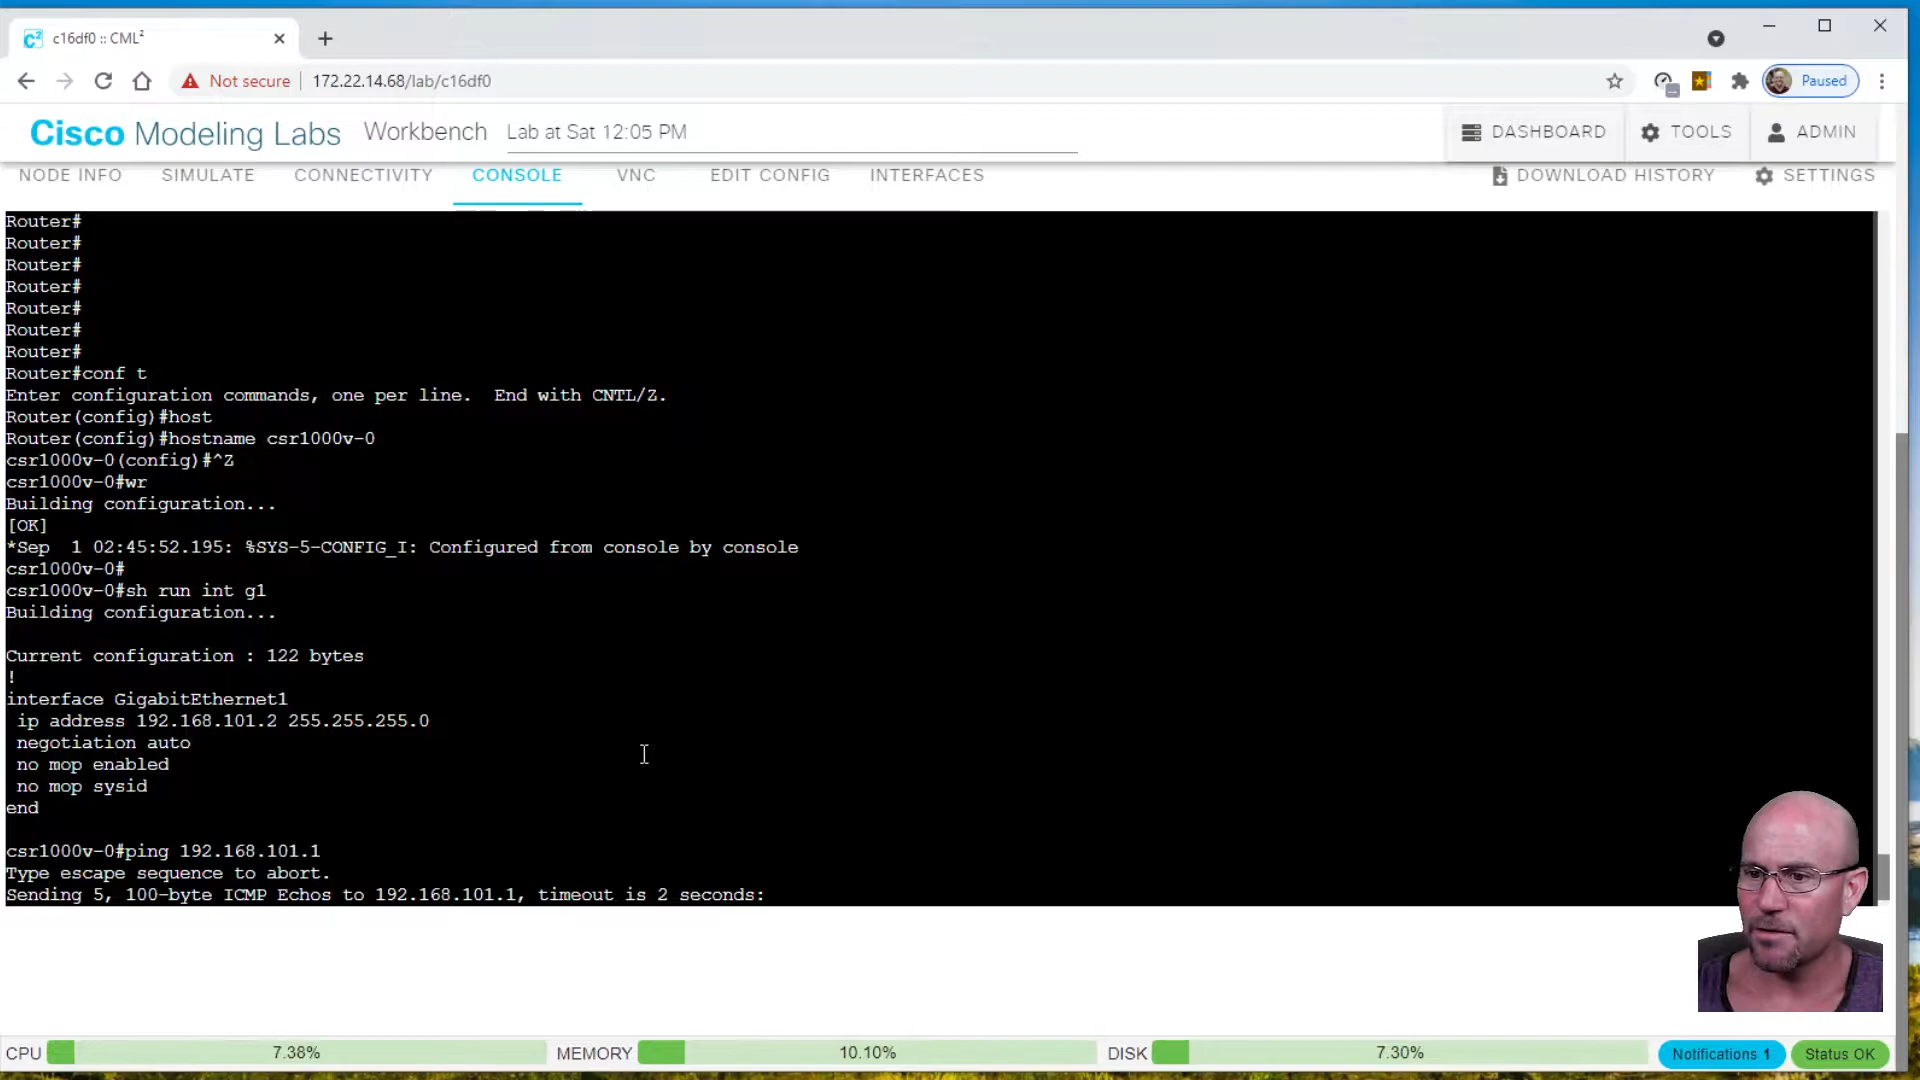 c16df0 :: CML²
Not secure
172.22.14.68/lab/c16df0
Paused
Cisco Modeling Labs Workbench Lab at Sat 12:05 PM
DASHBOARD TOOLS ADMIN
NODE INFO SIMULATE CONNECTIVITY CONSOLE VNC EDIT CONFIG INTERFACES DOWNLOAD HISTORY SETTINGS
Router#
Router#
Router#
Router#
Router#
Router#
Router#
Router#conf t
Enter configuration commands, one per line.  End with CNTL/Z.
Router(config)#host
Router(config)#hostname csr1000v-0
csr1000v-0(config)#^Z
csr1000v-0#wr
Building configuration...
[OK]
*Sep  1 02:45:52.195: %SYS-5-CONFIG_I: Configured from console by console
csr1000v-0#
csr1000v-0#sh run int g1
Building configuration...
Current configuration : 122 bytes
!
interface GigabitEthernet1
 ip address 192.168.101.2 255.255.255.0
 negotiation auto
 no mop enabled
 no mop sysid
end
csr1000v-0#ping 192.168.101.1
Type escape sequence to abort.
Sending 5, 100-byte ICMP Echos to 192.168.101.1, timeout is 2 seconds:
CPU 7.38% MEMORY 10.10% DISK 7.30% Notifications 1 Status OK